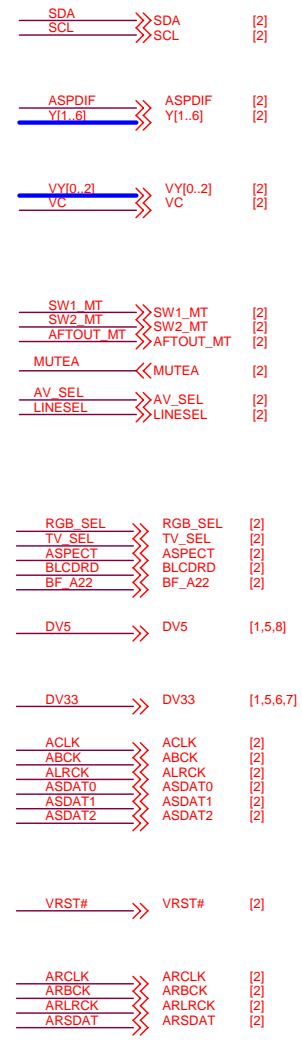 SDA SDA [2]
SCL SCL [2]
ASPDIF ASPDIF [2]
Y[1..6] Y[1..6] [2]
VY[0..2] VY[0..2] [2]
VC VC [2]
SW1_MT SW1_MT [2]
SW2_MT SW2_MT [2]
AFTOUT_MT AFTOUT_MT [2]
MUTEA MUTEA [2]
AV_SEL AV_SEL [2]
LINESEL LINESEL [2]
RGB_SEL RGB_SEL [2]
TV_SEL TV_SEL [2]
ASPECT ASPECT [2]
BLCDRD BLCDRD [2]
BF_A22 BF_A22 [2]
DV5 DV5 [1,5,8]
DV33 DV33 [1,5,6,7]
ACLK ACLK [2]
ABCK ABCK [2]
ALRCK ALRCK [2]
ASDAT0 ASDAT0 [2]
ASDAT1 ASDAT1 [2]
ASDAT2 ASDAT2 [2]
VRST# VRST# [2]
ARCLK ARCLK [2]
ARBCK ARBCK [2]
ARLRCK ARLRCK [2]
ARSDAT ARSDAT [2]